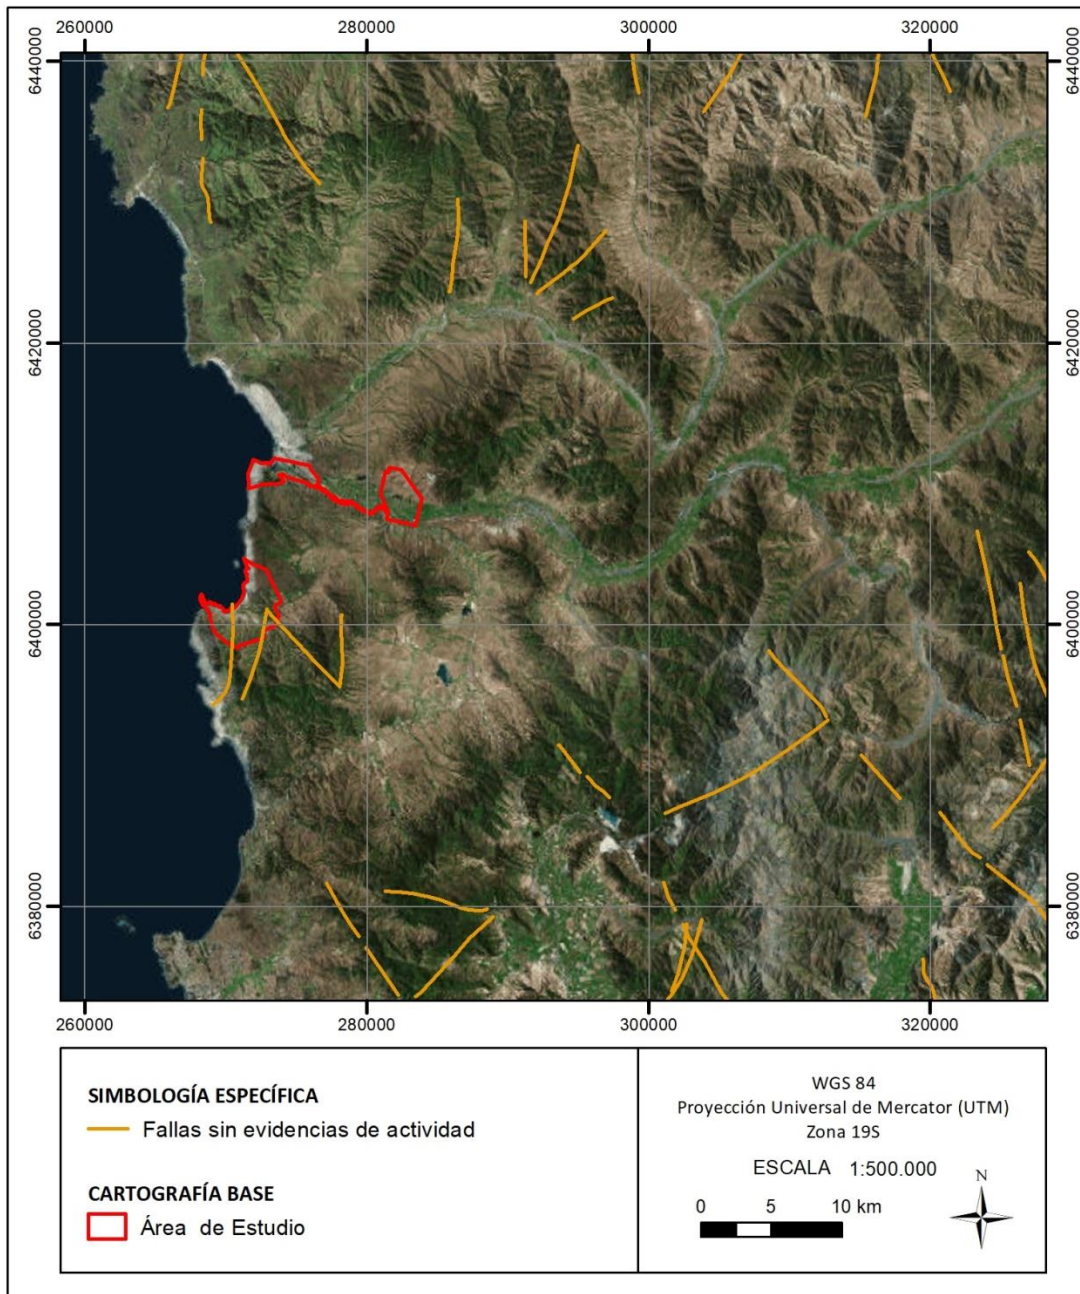 260000
280000
300000
320000
6440000
6440000
6420000
6420000
6400000
6400000
6380000
6380000
260000
280000
300000
320000
SIMBOLOGÍA ESPECÍFICA
Fallas sin evidencias de actividad
CARTOGRAFÍA BASE
Área de Estudio
WGS 84
Proyección Universal de Mercator (UTM)
Zona 19S
ESCALA 1:500.000
N
0 5 10 km